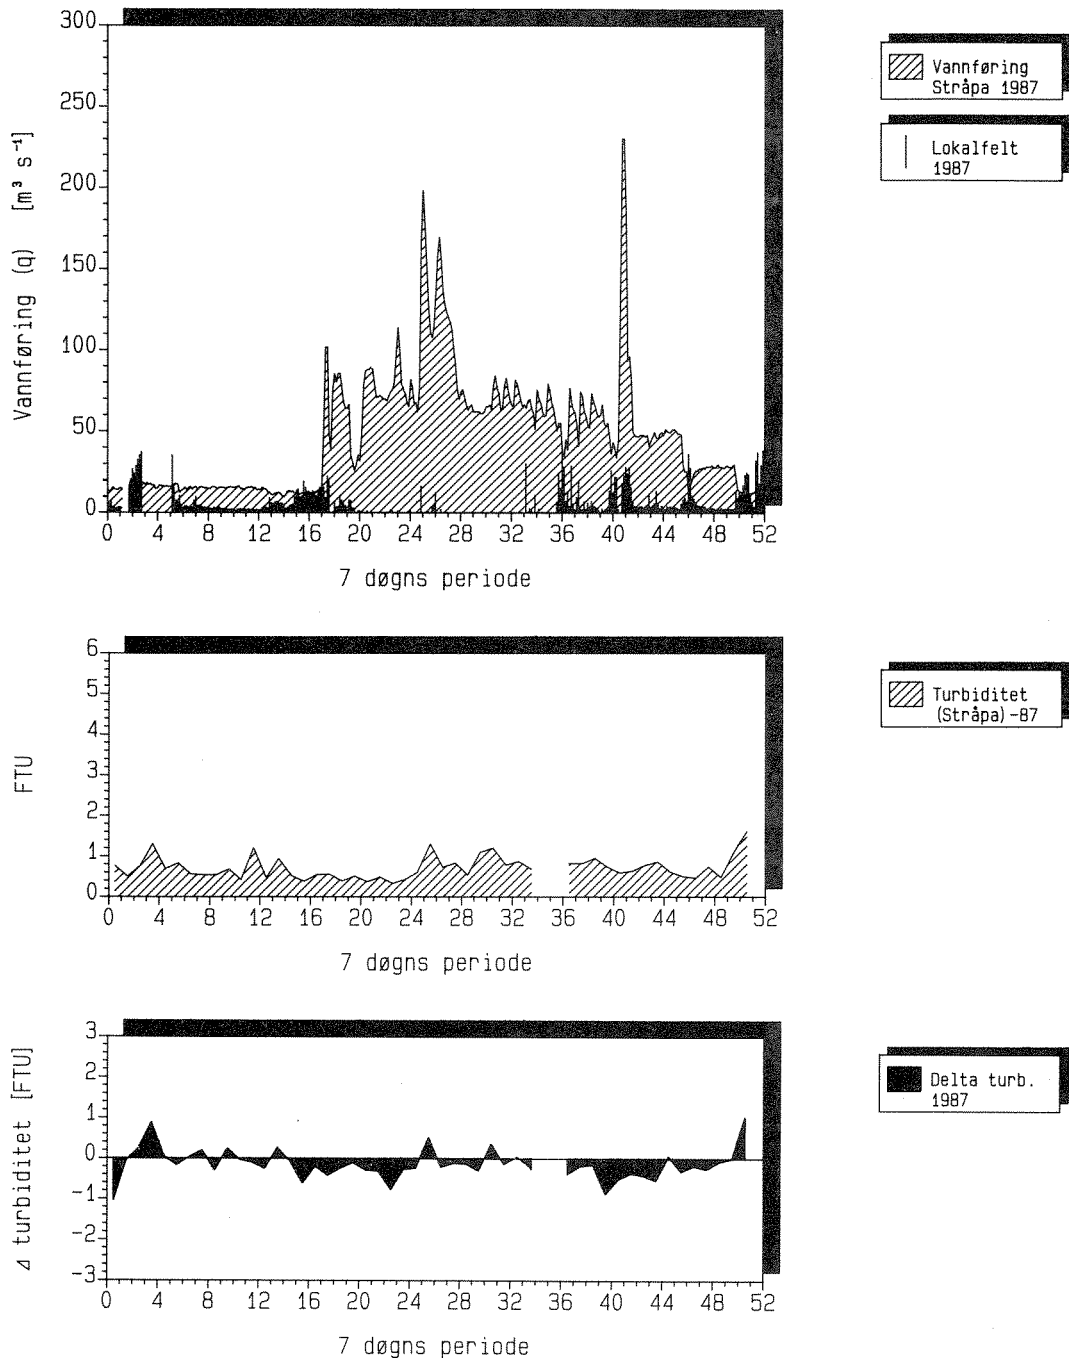 300
250
200
150
100
50
0
Vannføring (q) [m³ s⁻¹]
0 4 8 12 16 20 24 28 32 36 40 44 48 52
7 døgns periode
Vannføring
Stråpa 1987
Lokalfelt
1987
6
5
4
3
2
1
0
FTU
0 4 8 12 16 20 24 28 32 36 40 44 48 52
7 døgns periode
Turbiditet
(Stråpa)-87
3
2
1
0
-1
-2
-3
⊿ turbiditet [FTU]
0 4 8 12 16 20 24 28 32 36 40 44 48 52
7 døgns periode
Delta turb.
1987